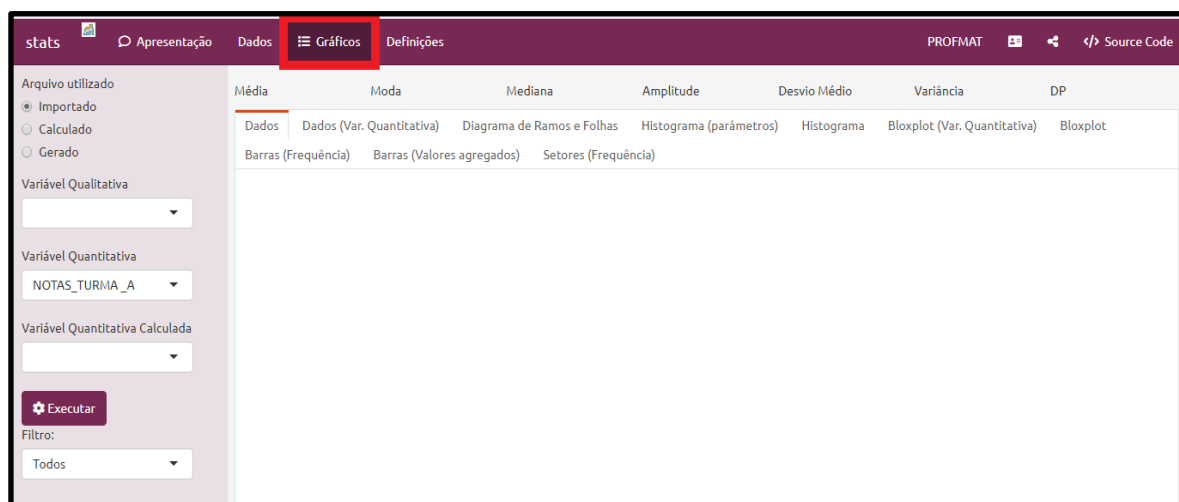 stats Apresentação Dados Gráficos Definições PROFMAT Source Code
Arquivo utilizado
Importado
Calculado
Gerado
Variável Qualitativa
Variável Quantitativa
NOTAS_TURMA _A
Variável Quantitativa Calculada
Executar
Filtro:
Todos
Média Moda Mediana Amplitude Desvio Médio Variância DP
Dados Dados (Var. Quantitativa) Diagrama de Ramos e Folhas Histograma (parâmetros) Histograma Bloxplot (Var. Quantitativa) Bloxplot
Barras (Frequência) Barras (Valores agregados) Setores (Frequência)